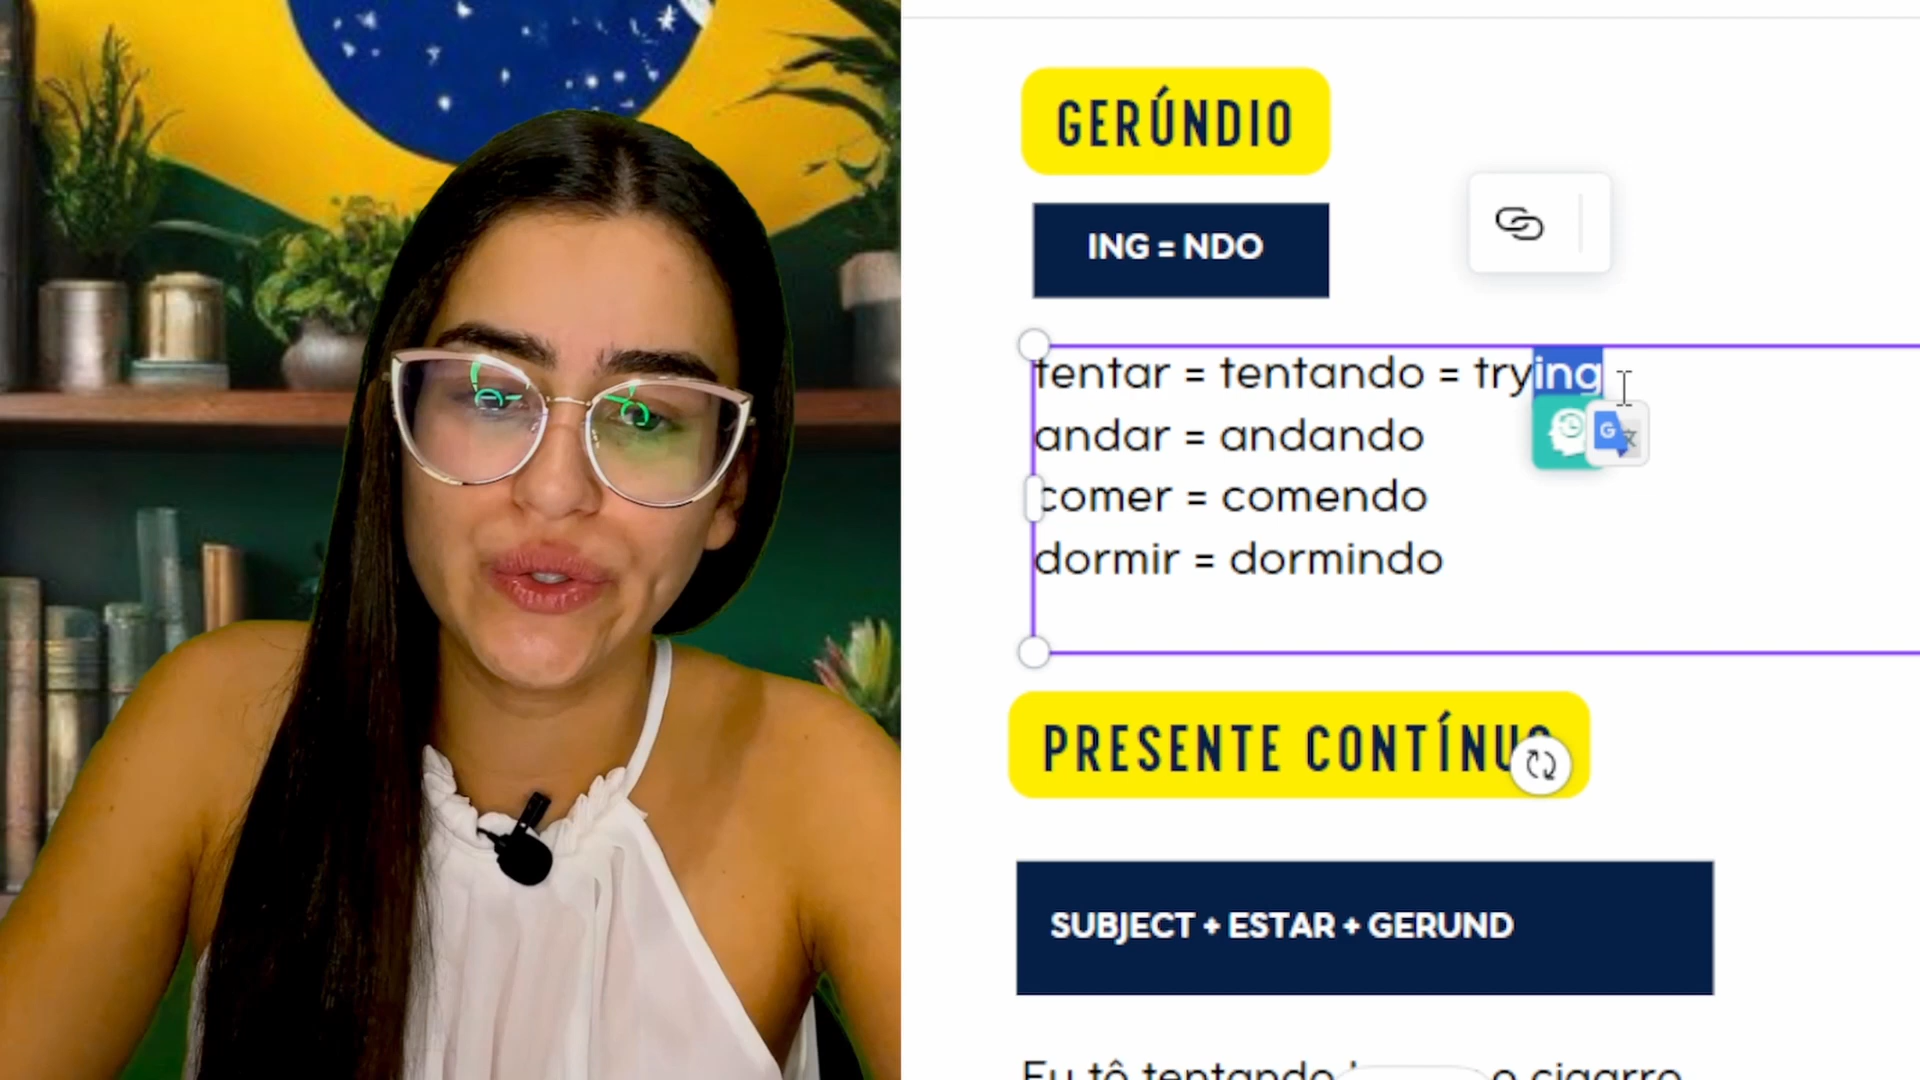 GERÚNDIO
ING = NDO
tentar = tentando = trying
andar = andando
comer = comendo
dormir = dormindo
PRESENTE CONTÍNUO
SUBJECT + ESTAR + GERUND
Eu tô tentando o cigarro